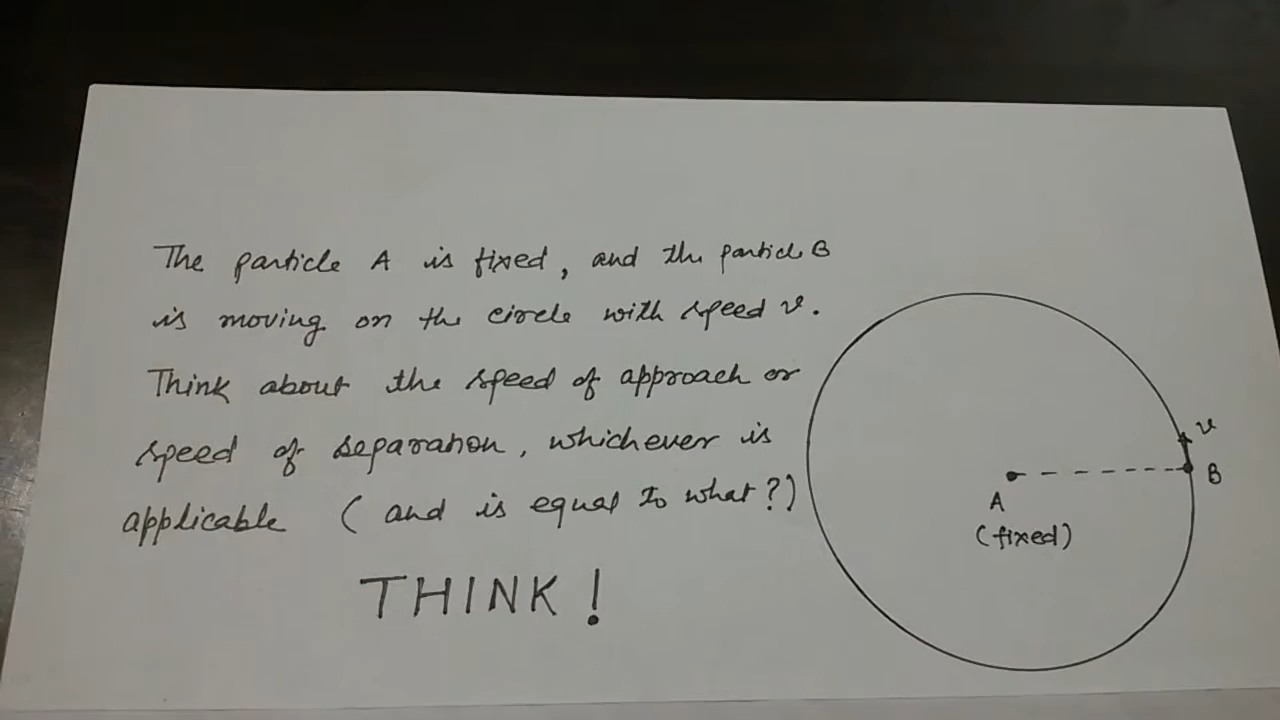 The particle A is fixed, and the particle B
is moving on the circle with speed v.
Think about the speed of approach or
speed of separation, whichever is
applicable (and is equal to what?)
THINK!
v
B
A
(fixed)